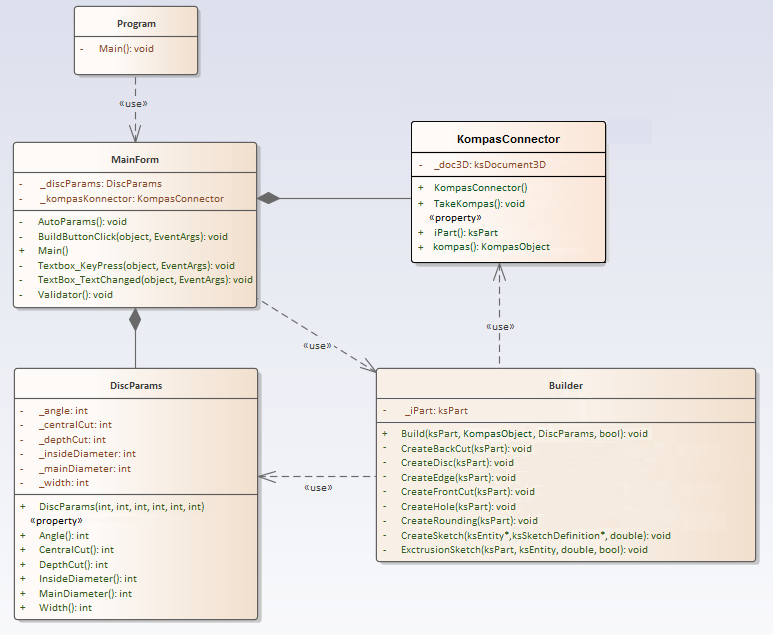 Program
- Main(): void
«use»
MainForm
- _discParams: DiscParams
- _kompasKonnector: KompasConnector
- AutoParams(): void
- BuildButtonClick(object, EventArgs): void
+ Main()
- Textbox_KeyPress(object, EventArgs): void
- TextBox_TextChanged(object, EventArgs): void
- Validator(): void
KompasConnector
- _doc3D: ksDocument3D
+ KompasConnector()
+ TakeKompas(): void
«property»
+ iPart(): ksPart
+ kompas(): KompasObject
«use»
«use»
DiscParams
- _angle: int
- _centralCut: int
- _depthCut: int
- _insideDiameter: int
- _mainDiameter: int
- _width: int
+ DiscParams(int, int, int, int, int, int)
«property»
+ Angle(): int
+ CentralCut(): int
+ DepthCut(): int
+ InsideDiameter(): int
+ MainDiameter(): int
+ Width(): int
«use»
Builder
- _iPart: ksPart
+ Build(ksPart, KompasObject, DiscParams, bool): void
- CreateBackCut(ksPart): void
- CreateDisc(ksPart): void
- CreateEdge(ksPart): void
- CreateFrontCut(ksPart): void
- CreateHole(ksPart): void
- CreateRounding(ksPart): void
- CreateSketch(ksEntity*,ksSketchDefinition*, double): void
- ExctrusionSketch(ksPart, ksEntity, double, bool): void